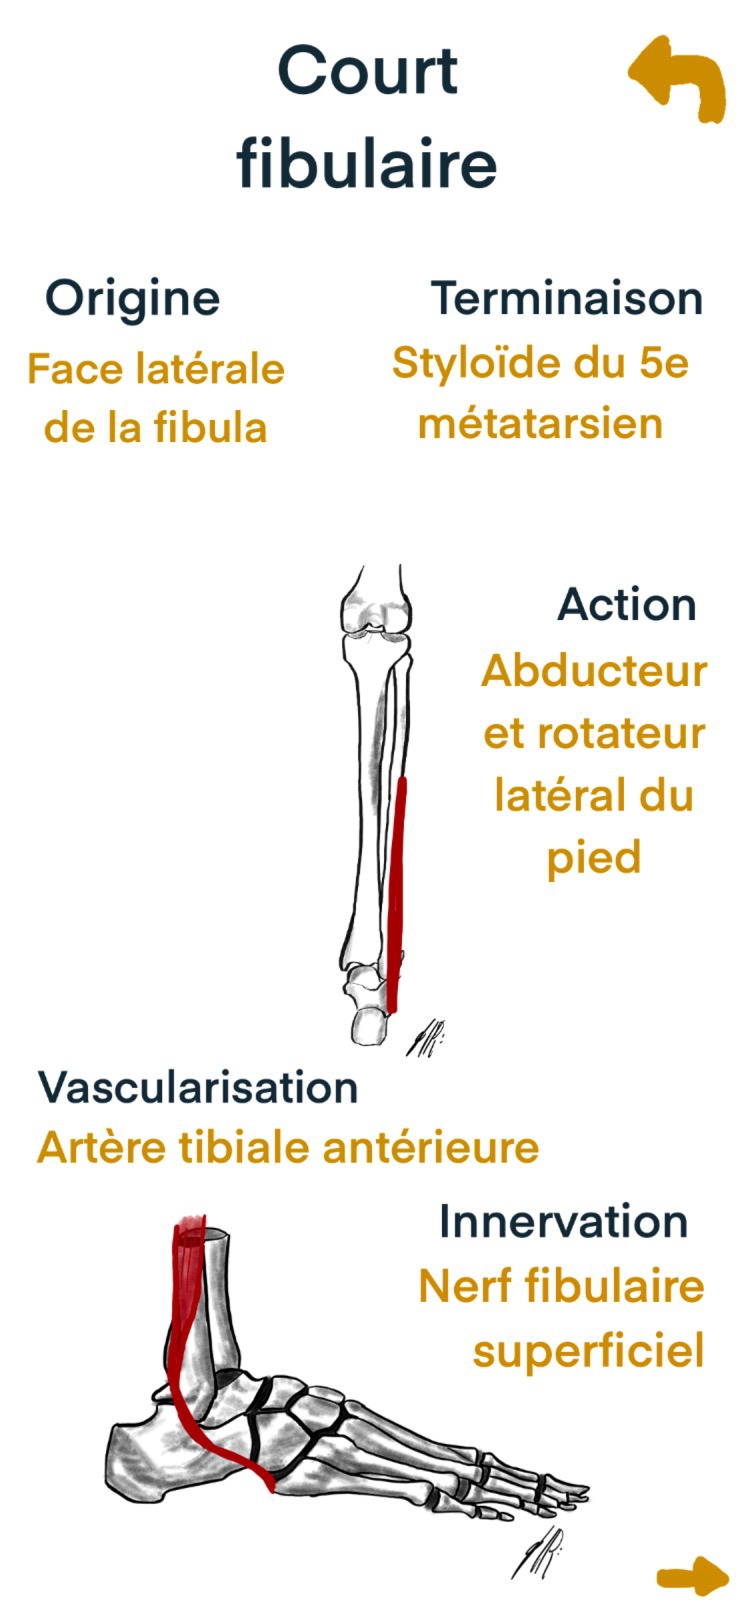 Court
fibulaire
Origine
Face latérale
de la fibula
Terminaison
Styloïde du 5e
métatarsien
Action
Abducteur
et rotateur
latéral du
pied
Vascularisation
Artère tibiale antérieure
Innervation
Nerf fibulaire
superficiel